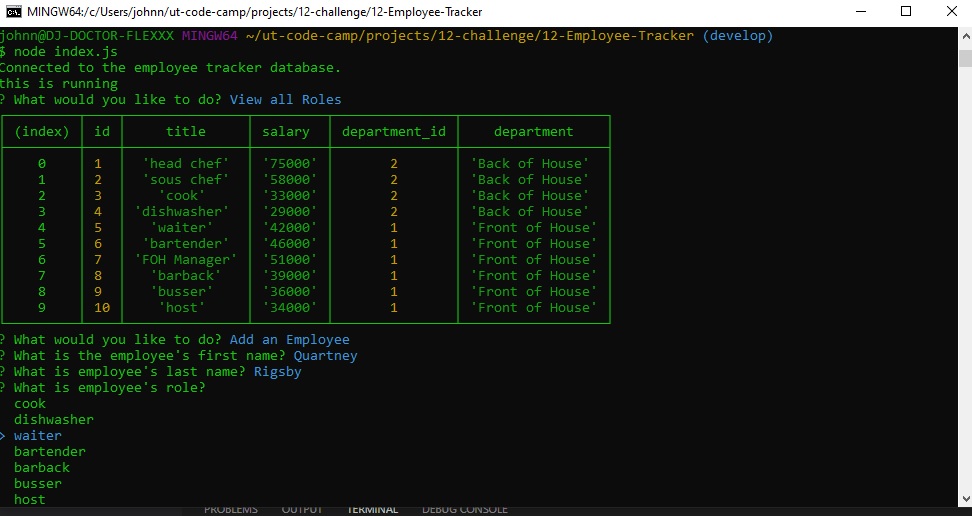 MINGW64:/c/Users/johnn/ut-code-camp/projects/12-challenge/12-Employee-Tracker
johnn@DJ-DOCTOR-FLEXXX MINGW64 ~/ut-code-camp/projects/12-challenge/12-Employee-Tracker (develop)
$ node index.js
Connected to the employee tracker database.
this is running
? What would you like to do? View all Roles
(index) id title salary department_id department
0 1 'head chef' '75000' 2 'Back of House'
1 2 'sous chef' '58000' 2 'Back of House'
2 3 'cook' '33000' 2 'Back of House'
3 4 'dishwasher' '29000' 2 'Back of House'
4 5 'waiter' '42000' 1 'Front of House'
5 6 'bartender' '46000' 1 'Front of House'
6 7 'FOH Manager' '51000' 1 'Front of House'
7 8 'barback' '39000' 1 'Front of House'
8 9 'busser' '36000' 1 'Front of House'
9 10 'host' '34000' 1 'Front of House'
? What would you like to do? Add an Employee
? What is the employee's first name? Quartney
? What is employee's last name? Rigsby
? What is employee's role?
cook
dishwasher
> waiter
bartender
barback
busser
host
PROBLEMS OUTPUT TERMINAL DEBUG CONSOLE